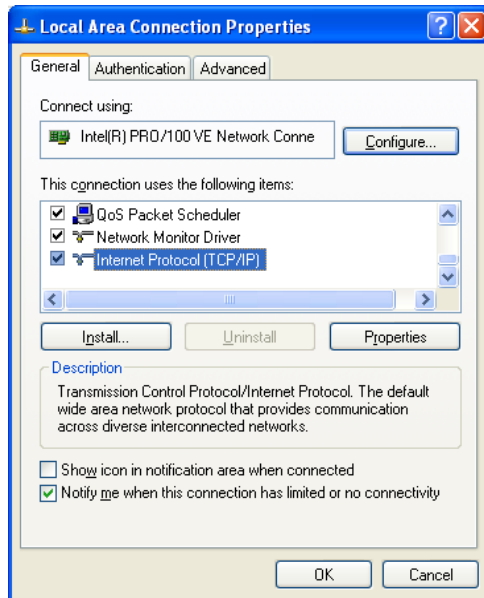 Local Area Connection Properties
General Authentication Advanced
Connect using:
Intel(R) PRO/100 VE Network Conne
Configure...
This connection uses the following items:
QoS Packet Scheduler
Network Monitor Driver
Internet Protocol (TCP/IP)
Install... Uninstall Properties
Description
Transmission Control Protocol/Internet Protocol. The default
wide area network protocol that provides communication
across diverse interconnected networks.
Show icon in notification area when connected
Notify me when this connection has limited or no connectivity
OK Cancel